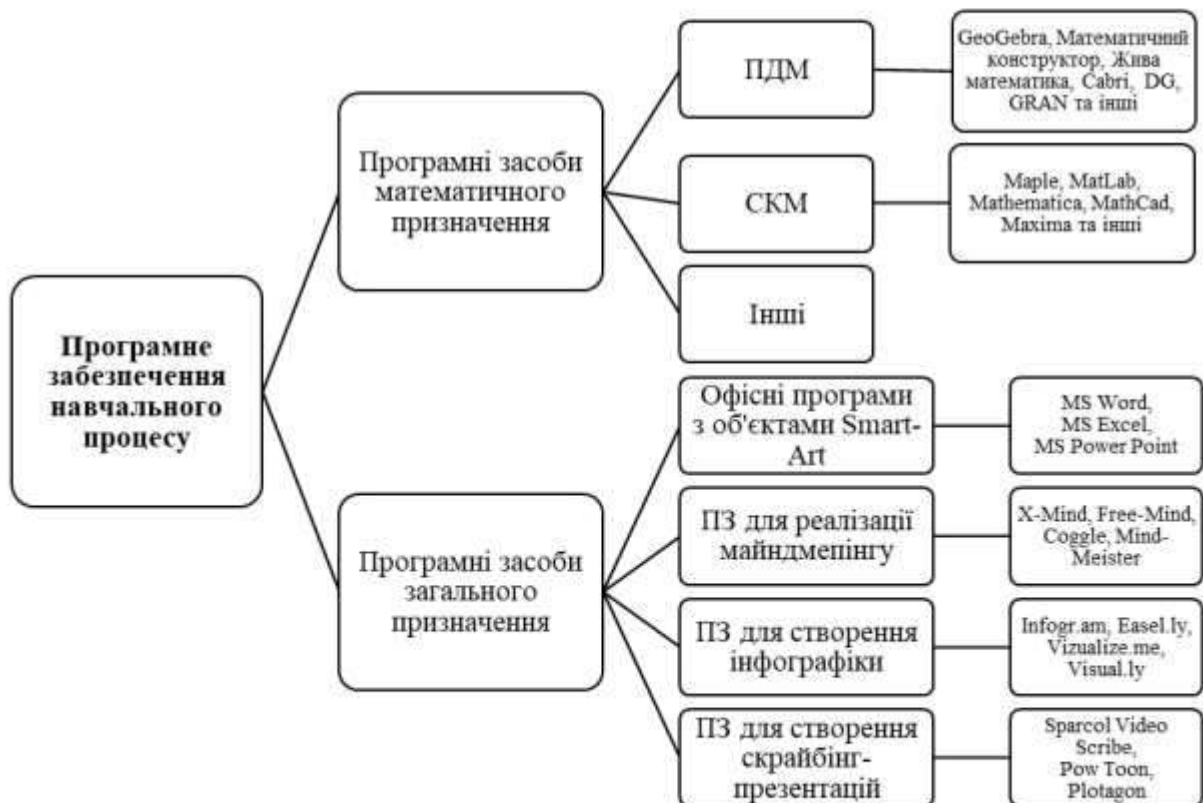 Програмне
забезпечення
навчального
процесу
Програмні засоби
математичного
призначення
ПДМ
GeoGebra, Математичний
конструктор, Жива
математика, Cabri, DG,
GRAN та інші
СКМ
Maple, MatLab,
Mathematica, MathCad,
Maxima та інші
Інші
Програмні засоби
загального
призначення
Офісні програми
з об'єктами Smart-
Art
MS Word,
MS Excel,
MS Power Point
ПЗ для реалізації
майндмепінгу
X-Mind, Free-Mind,
Coggle, Mind-
Meister
ПЗ для створення
інфографіки
Infogr.am, Easel.ly,
Vizualize.me,
Visual.ly
ПЗ для створення
скрайбінг-
презентацій
Sparcol Video
Scribe,
Pow Toon,
Plotagon